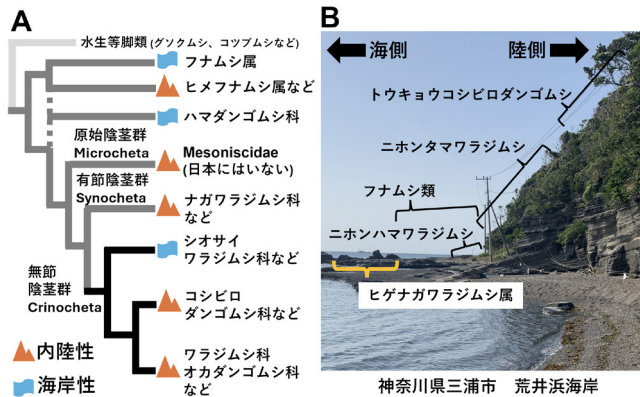 A
水生等脚類 (グソクムシ、コツブムシなど)
フナムシ属
ヒメフナムシ属など
ハマダンゴムシ科
原始陰茎群
Microcheta
Mesoniscidae
(日本にはいない)
有節陰茎群
Synocheta
ナガワラジムシ科
など
シオサイ
ワラジムシ科など
無節
陰茎群
Crinocheta
コシビロ
ダンゴムシ科など
ワラジムシ科
オカダンゴムシ科
など
内陸性
海岸性
B
海側
陸側
トウキョウコシビロダンゴムシ
ニホンタマワラジムシ
フナムシ類
ニホンハマワラジムシ
ヒゲナガワラジムシ属
神奈川県三浦市 荒井浜海岸